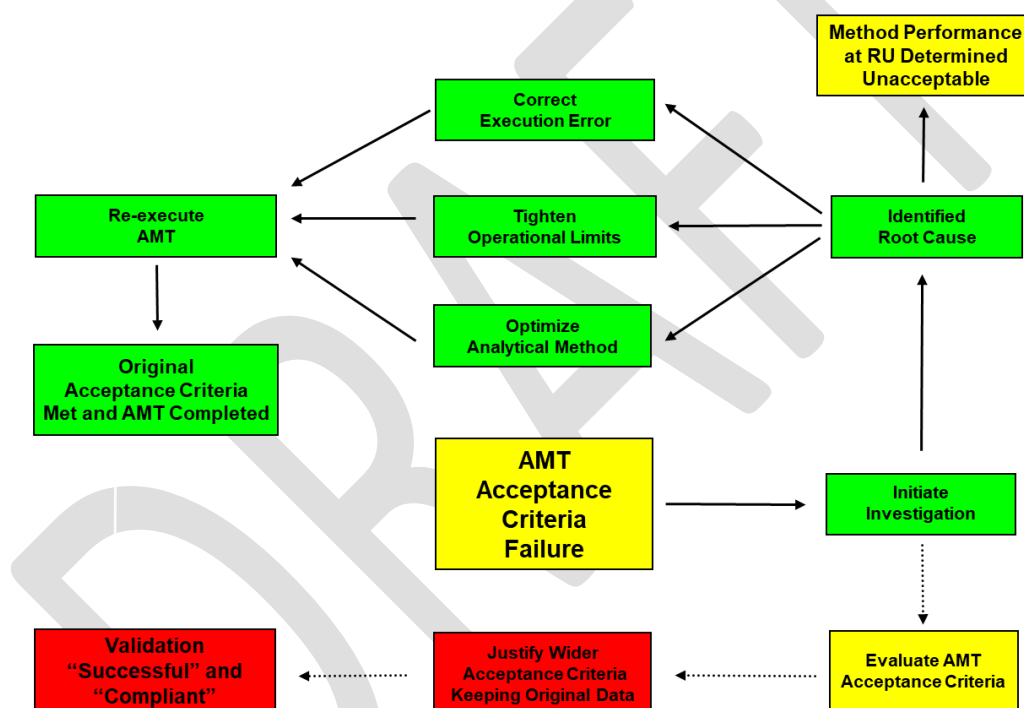 Method Performance
at RU Determined
Unacceptable
Correct
Execution Error
Re-execute
AMT
Tighten
Operational Limits
Identified
Root Cause
Optimize
Analytical Method
Original
Acceptance Criteria
Met and AMT Completed
AMT
Acceptance
Criteria
Failure
Initiate
Investigation
Validation
“Successful” and
“Compliant”
Justify Wider
Acceptance Criteria
Keeping Original Data
Evaluate AMT
Acceptance Criteria
DRAFT